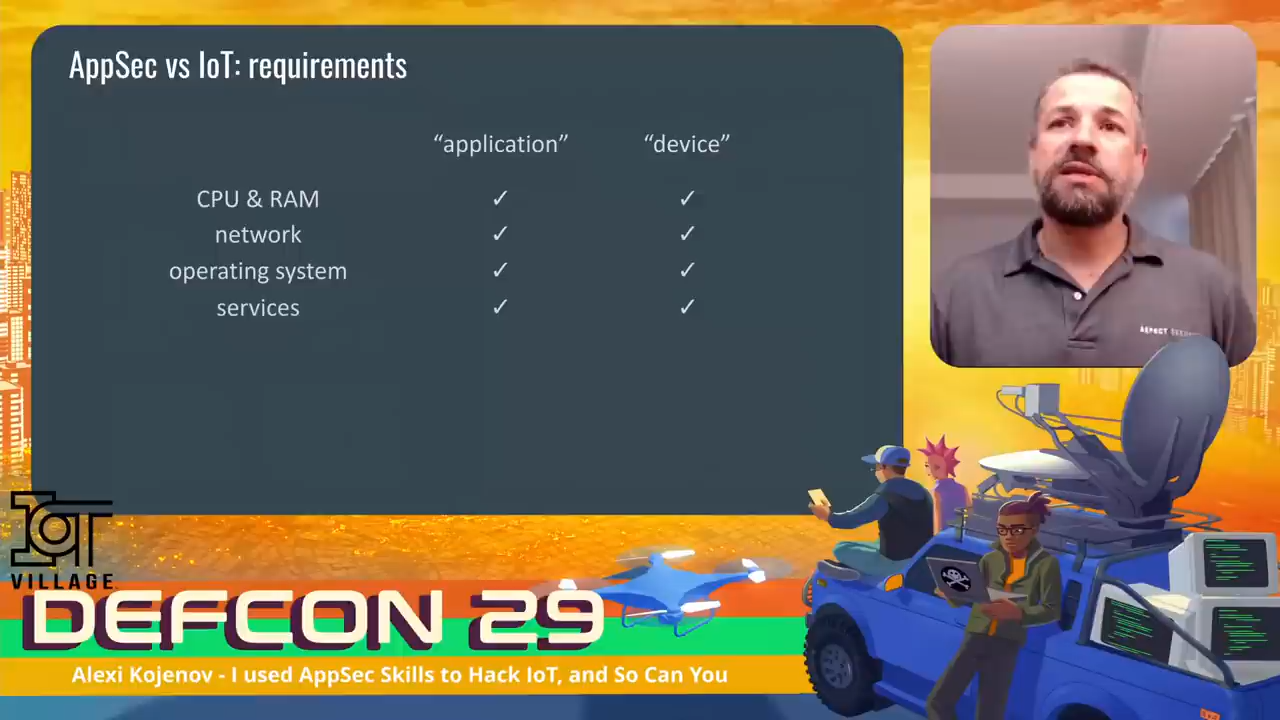 AppSec vs IoT: requirements
“application” “device”
CPU & RAM ✓ ✓
network ✓ ✓
operating system ✓ ✓
services ✓ ✓
IoT
VILLAGE
DEFCON 29
Alexi Kojenov - I used AppSec Skills to Hack IoT, and So Can You